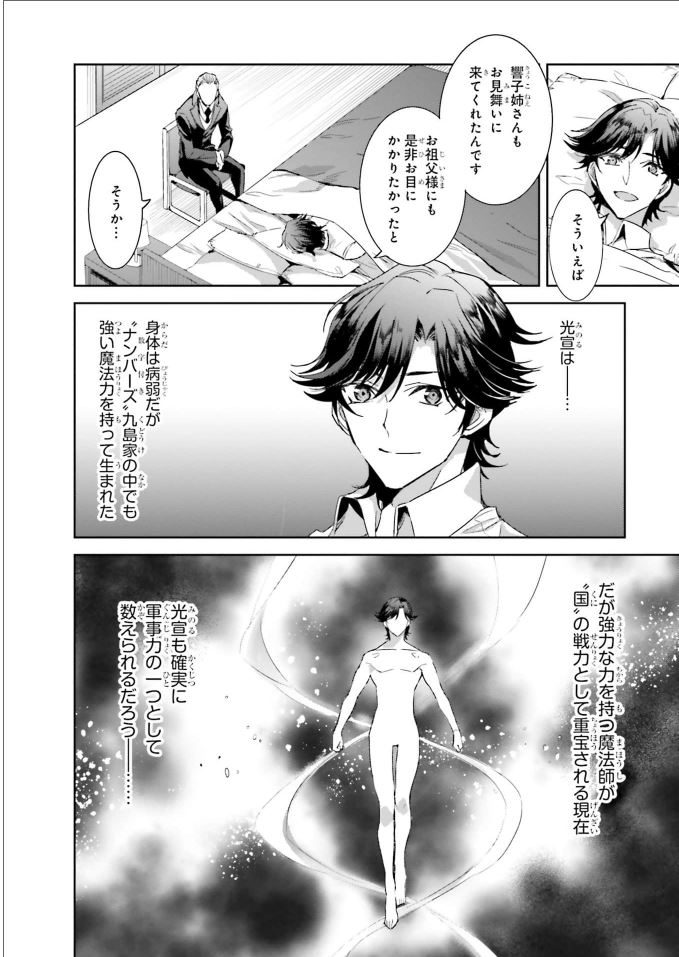 そういえば
響子姉さんも
お見舞いに
来てくれたんです
お祖父様にも
是非お目に
かかりたかったと
そうか…
光宣は――…
身体は病弱だが
〝ナンバーズ〟九島家の中でも
強い魔法力を持って生まれた
だが強力な力を持つ魔法師が
〝国〟の戦力として重宝される現在
光宣も確実に
軍事力の一つとして
数えられるだろう――……